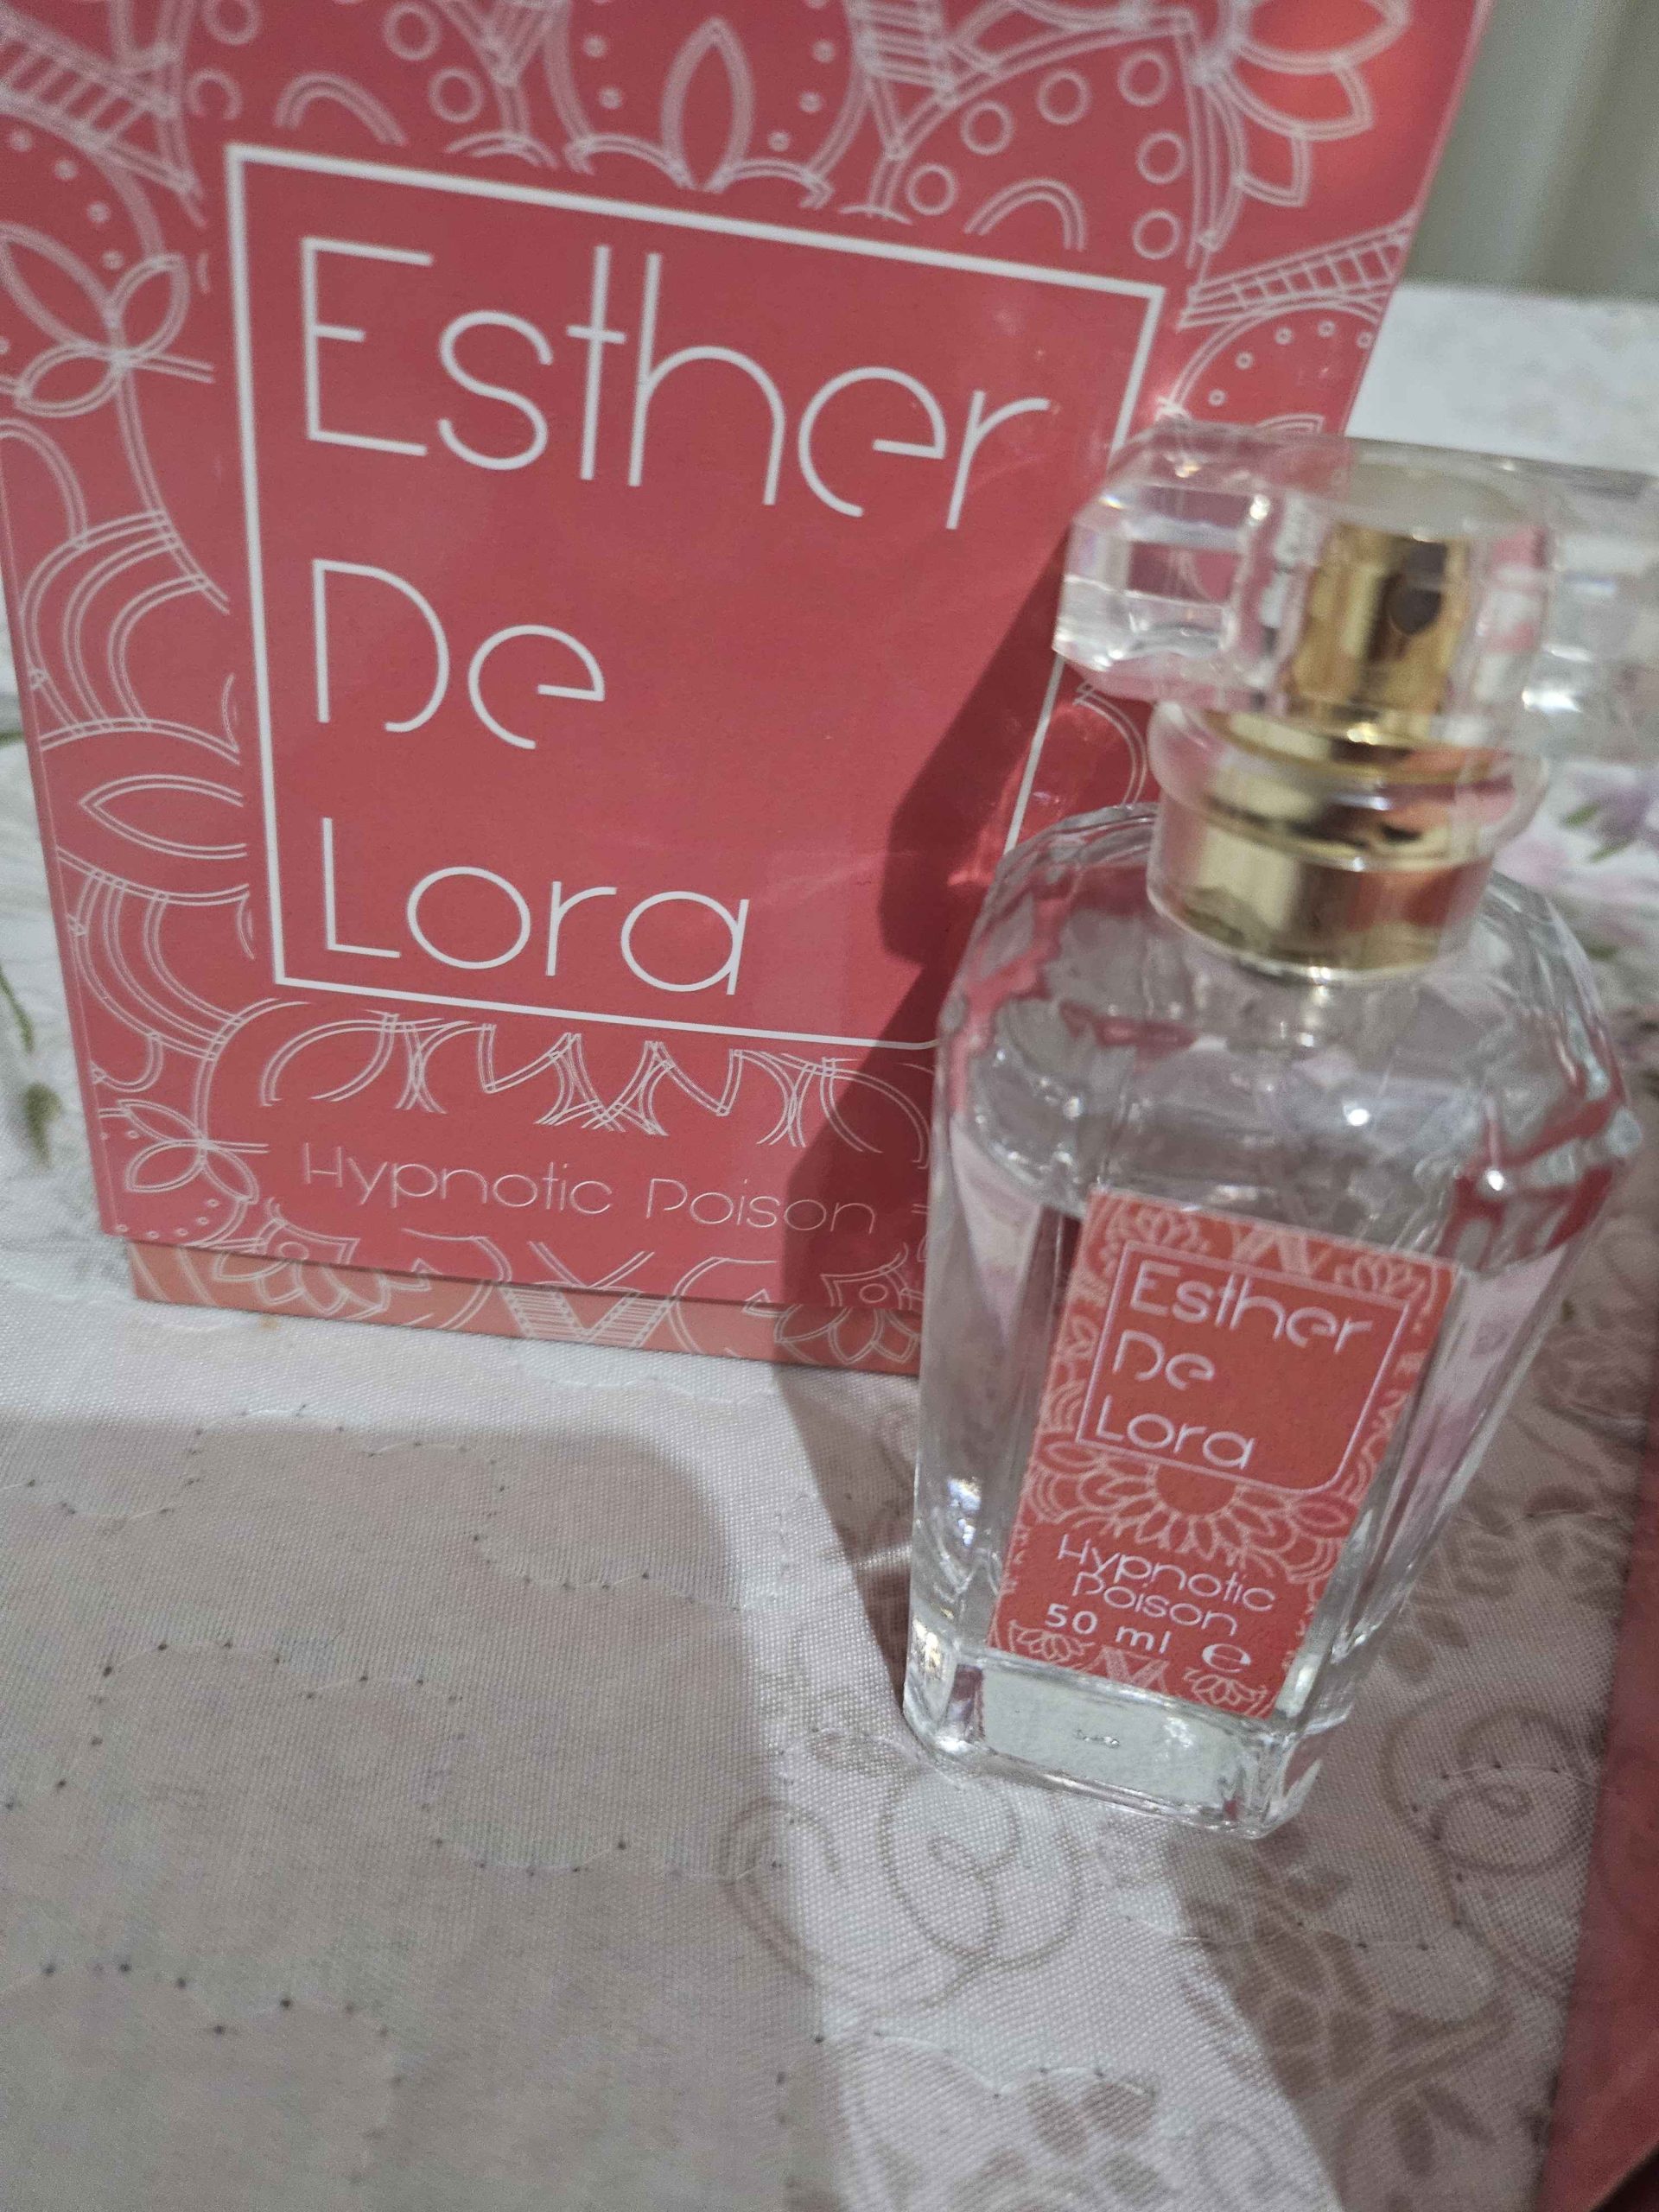 Esther
De
Lora
Hypnotic Poison
Esther
De
Lora
Hypnotic
Poison
50 ml e